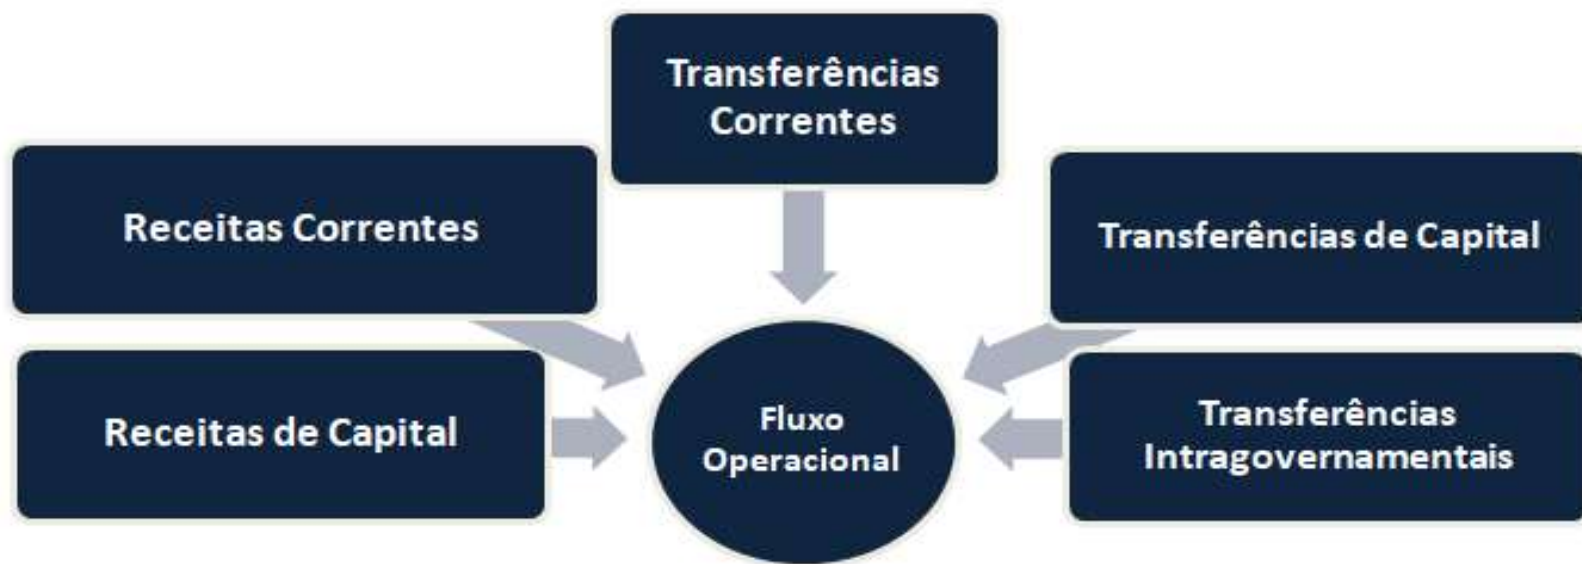 Transferências
Correntes
Receitas Correntes
Transferências de Capital
Receitas de Capital
Fluxo
Operacional
Transferências
Intragovernamentais